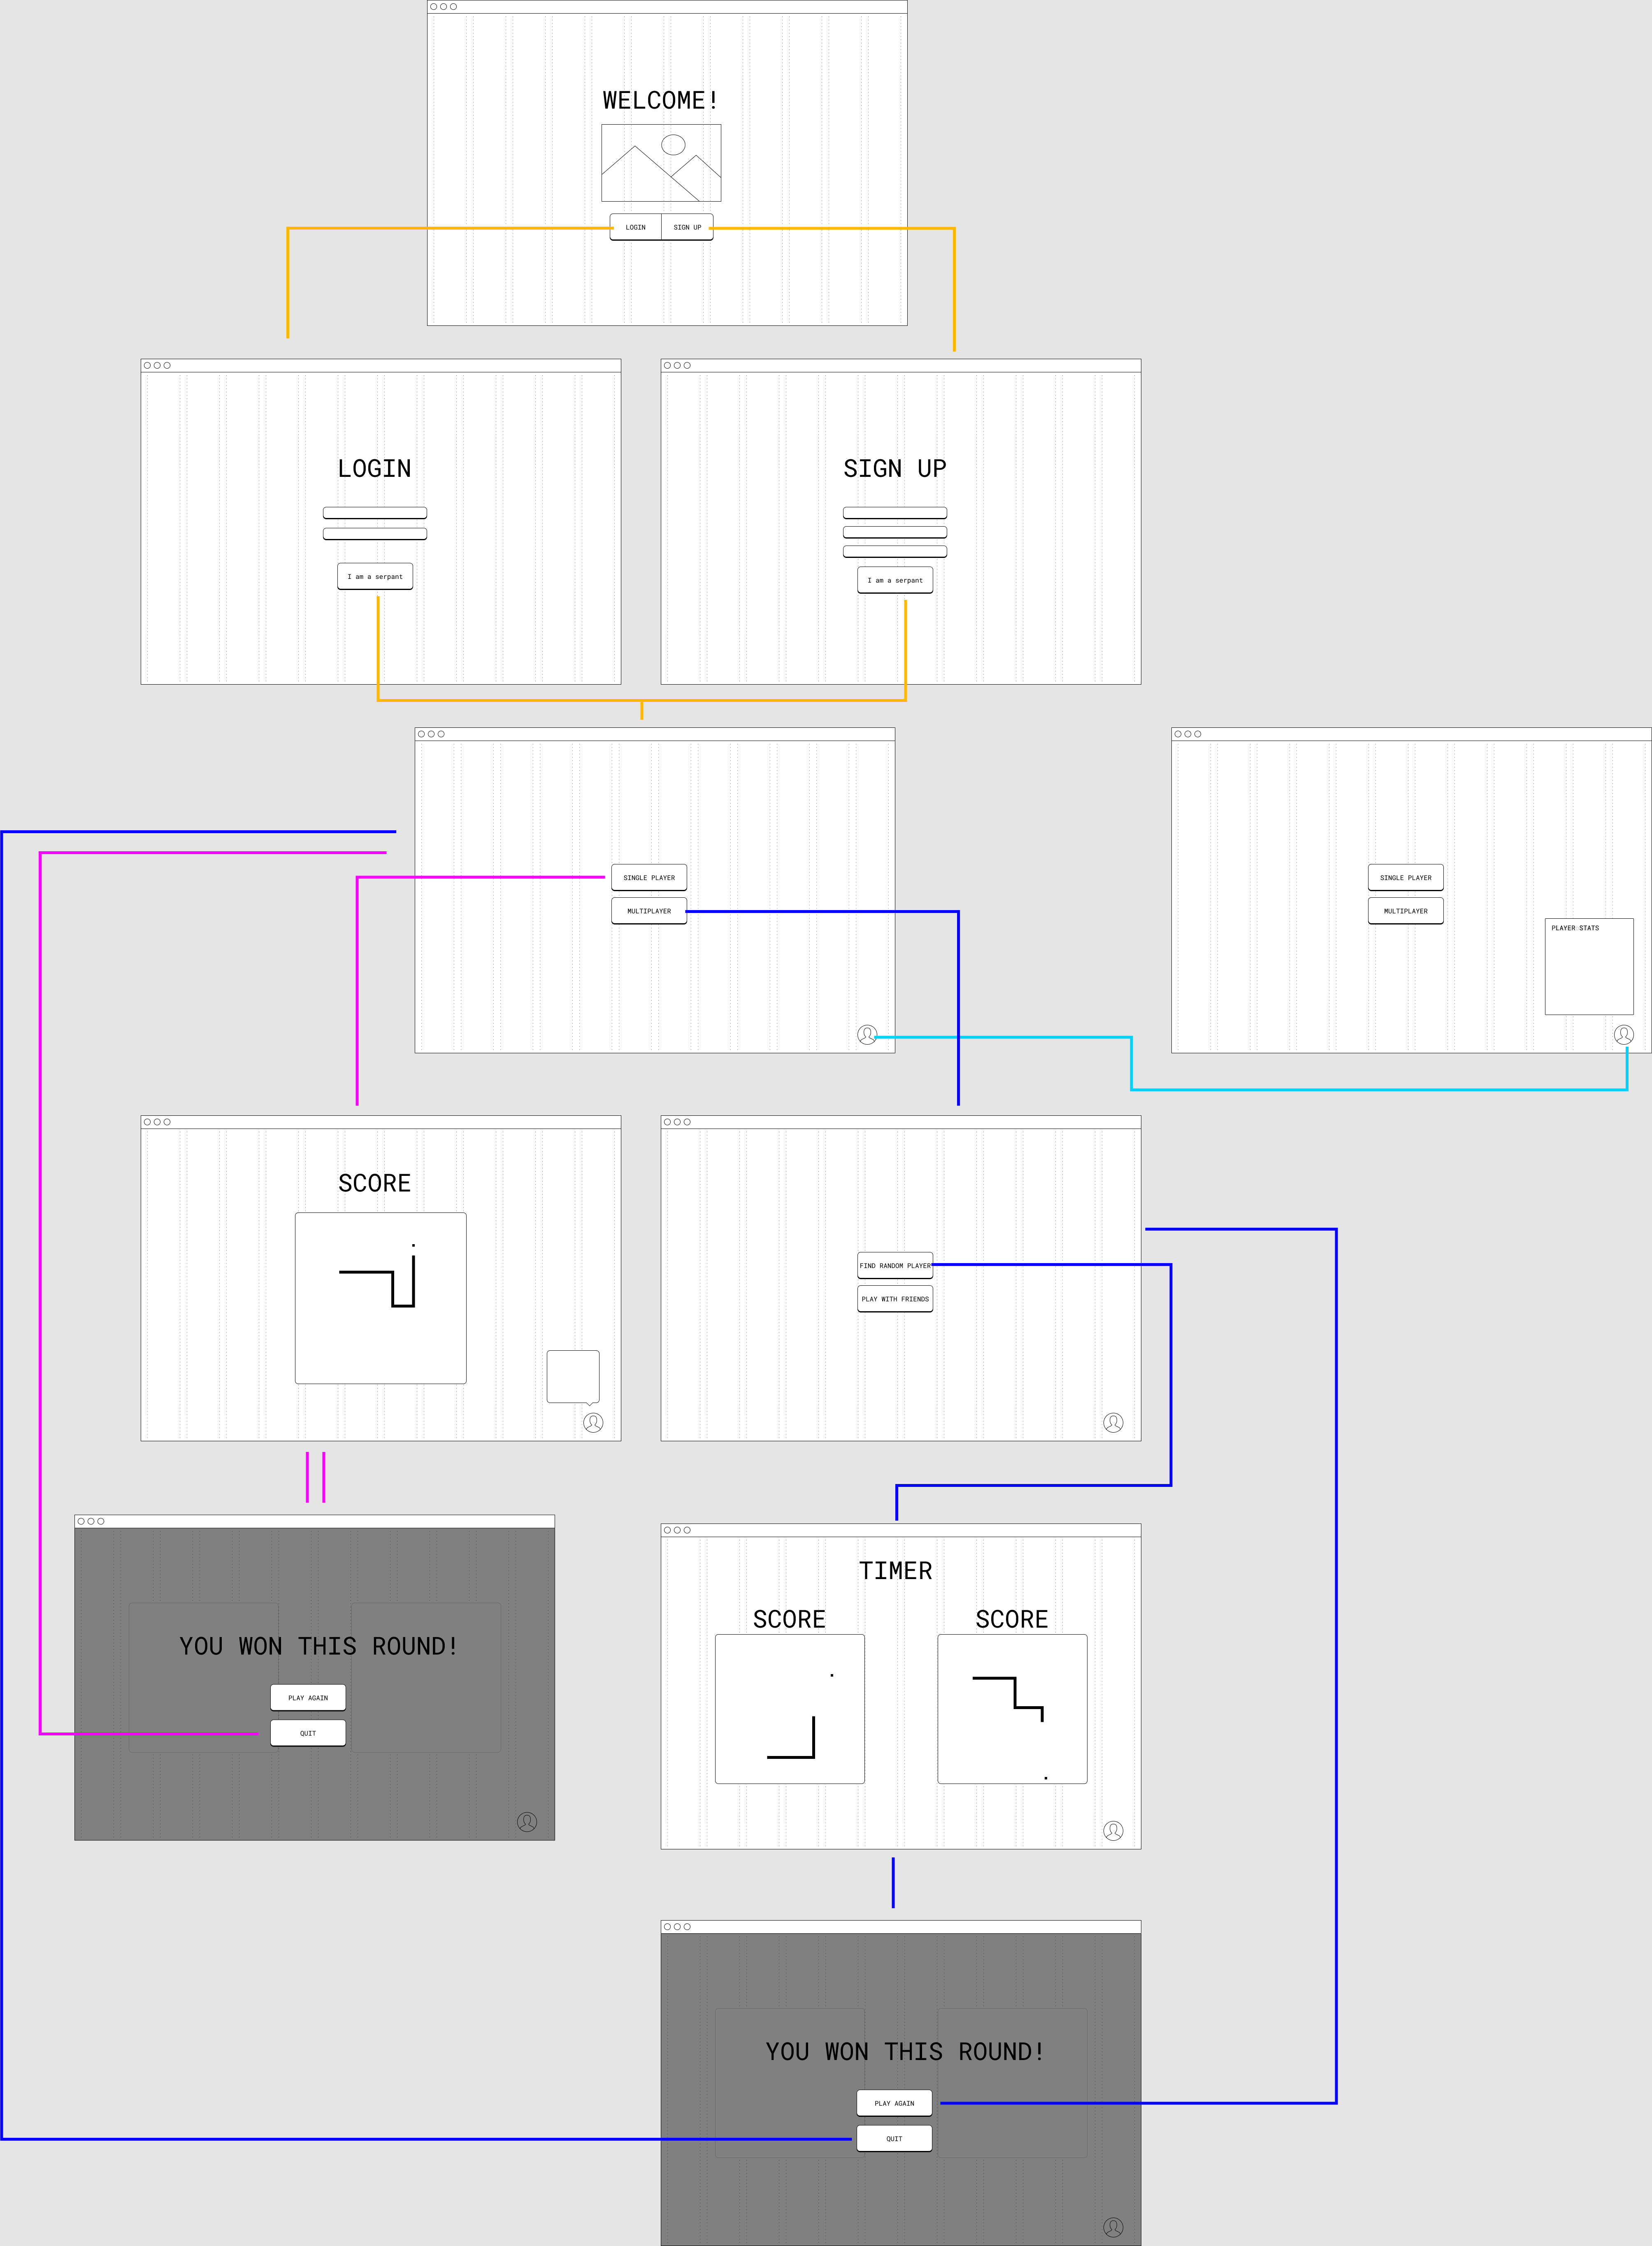 WELCOME!
LOGIN
SIGN UP
LOGIN
I am a serpant
SIGN UP
I am a serpant
SINGLE PLAYER
MULTIPLAYER
SINGLE PLAYER
MULTIPLAYER
PLAYER STATS
SCORE
FIND RANDOM PLAYER
PLAY WITH FRIENDS
YOU WON THIS ROUND!
PLAY AGAIN
QUIT
TIMER
SCORE
SCORE
YOU WON THIS ROUND!
PLAY AGAIN
QUIT